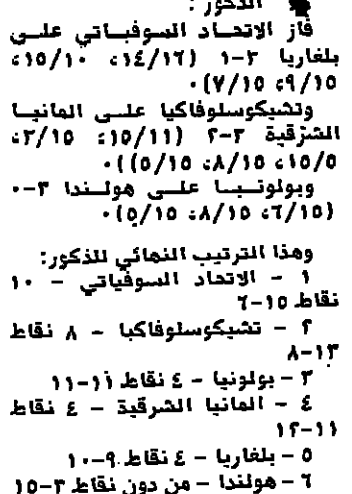 الذكور :
فاز الاتحاد السوفياتي على
بلغاريا ٣-١ (١٤/١٦، ١٥/١٠،
٩/١٥، ٧/١٥).
وتشيكوسلوفاكيا على المانيا
الشرقية ٣-٢ (١٥/١١، ٢/١٥،
١٥/٥، ٨/١٥، ٥/١٥)).
وبولونيا على هولندا ٣-٠
(٦/١٥، ٨/١٥، ٥/١٥).
وهذا الترتيب النهائي للذكور:
١ - الاتحاد السوفياتي - ١٠
نقاط ١٥-٦
٢ - تشيكوسلوفاكيا - ٨ نقاط
١٣-٨
٣ - بولونيا - ٤ نقاط ١١-١١
٤ - المانيا الشرقية - ٤ نقاط
١١-١٢
٥ - بلغاريا - ٤ نقاط ٩-١٠
٦ - هولندا - من دون نقاط ٣-١٥